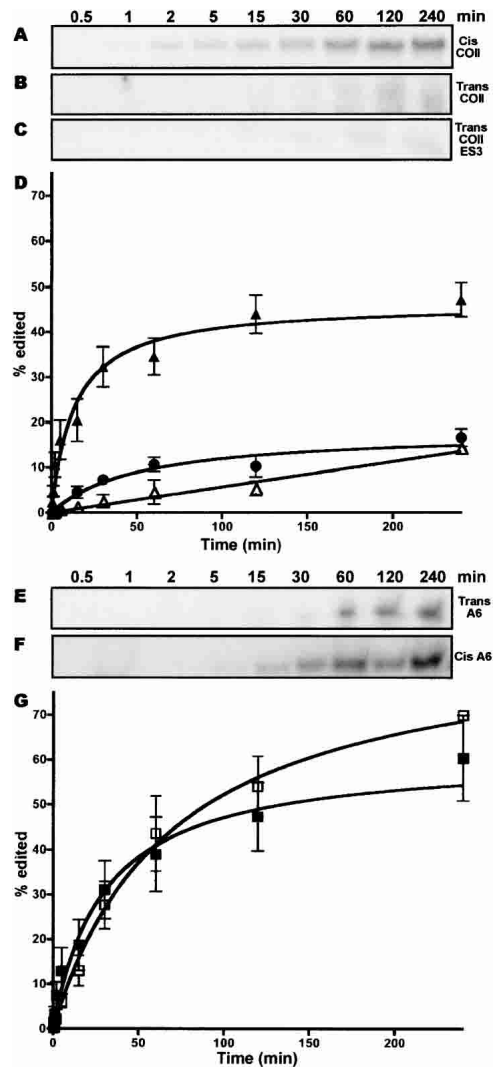 0.5 1 2 5 15 30 60 120 240 min
A Cis COII
B Trans COII
C Trans COII ES3
D
70
60
50
40
30
20
10
0
% edited
0 50 100 150 200
Time (min)
0.5 1 2 5 15 30 60 120 240 min
E Trans A6
F Cis A6
G
70
60
50
40
30
20
10
0
% edited
0 50 100 150 200
Time (min)